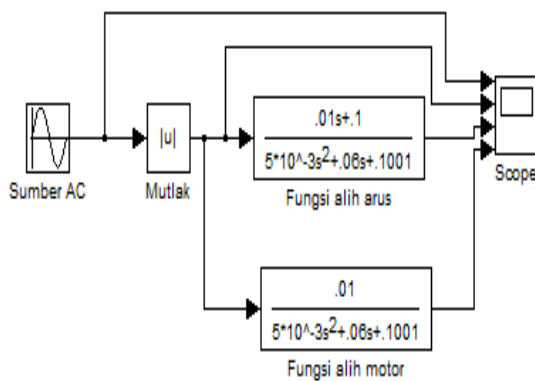 .01s+.1
5*10^-3s²+.06s+.1001
|u|
Sumber AC
Mutlak
Fungsi alih arus
Scope
.01
5*10^-3s²+.06s+.1001
Fungsi alih motor